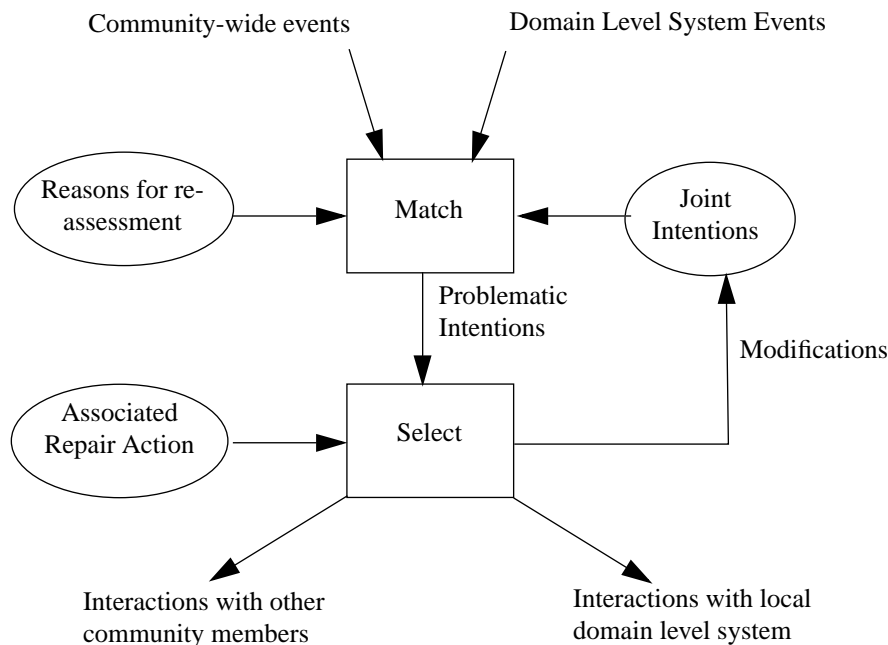 Community-wide events
Domain Level System Events
Reasons for re-
assessment
Match
Joint
Intentions
Problematic
Intentions
Modifications
Associated
Repair Action
Select
Interactions with other
community members
Interactions with local
domain level system